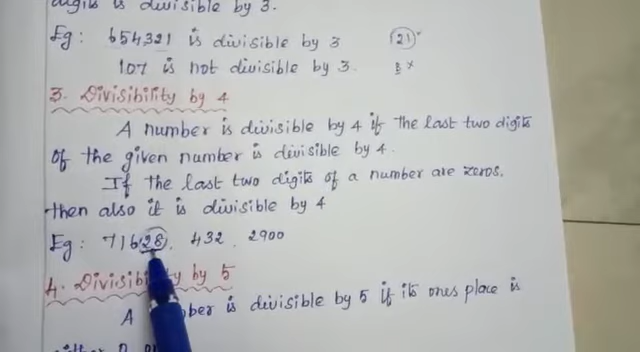 digits is divisible by 3.
Eg: 654321 is divisible by 3 21
107 is not divisible by 3. 8 ×
3. Divisibility by 4
A number is divisible by 4 if the last two digits
of the given number is divisible by 4.
If the last two digits of a number are zeros.
then also it is divisible by 4
Eg: 71628, 432, 2900
4. Divisibility by 5
A ber is divisible by 5 if its ones place is